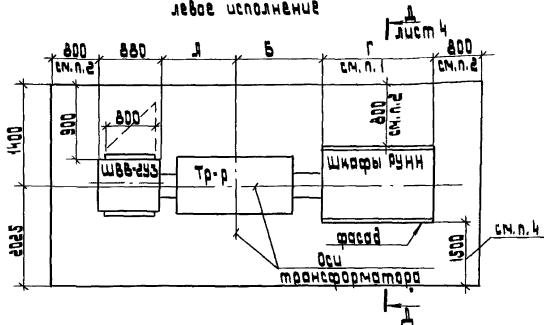 левое исполнение
А
лист 4
800
880
А
Б
Г
800
см.п.2
см.п.1
см.п.2
1400
900
800
800
см.п.2
ШВВ-2УЗ
Тр-р
Шкафы РУНН
2025
фасад
1500
см.п.4
Оси
трансформатора
А